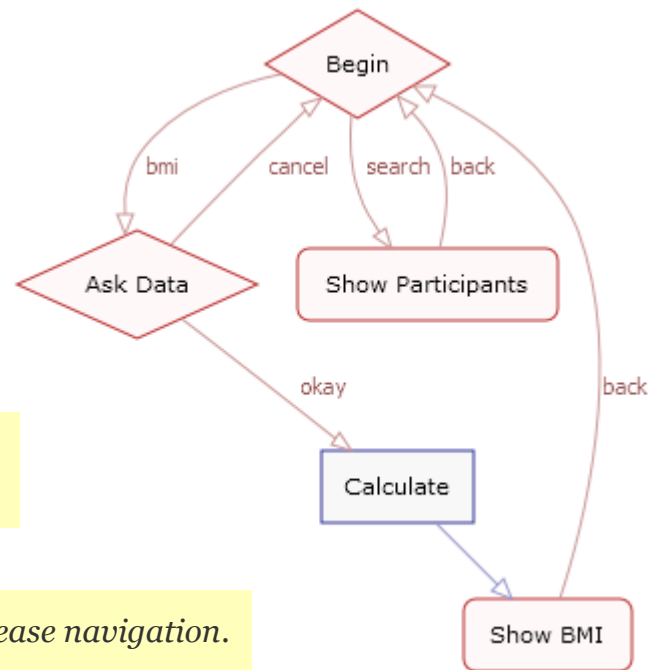 Begin
bmi
cancel
search
back
Ask Data
Show Participants
okay
back
Calculate
ease navigation.
Show BMI